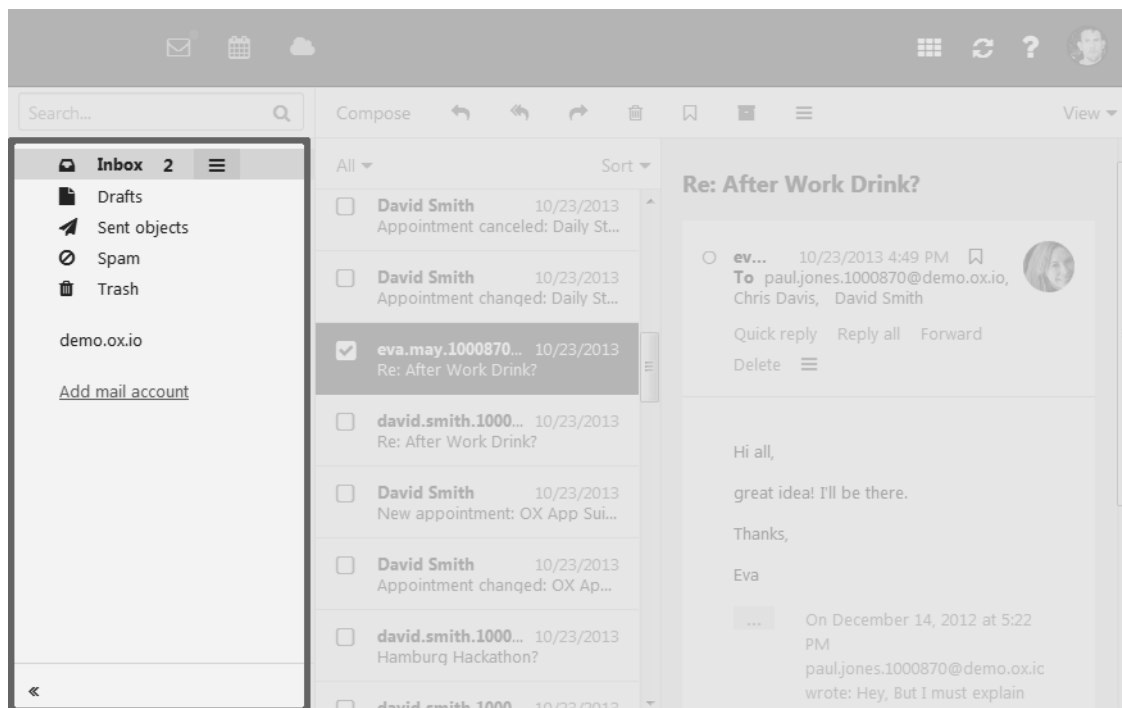 Search...
Compose
View
Inbox 2
Drafts
Sent objects
Spam
Trash
demo.ox.io
Add mail account
«
All
Sort
David Smith 10/23/2013
Appointment canceled: Daily St...
David Smith 10/23/2013
Appointment changed: Daily St...
eva.may.1000870... 10/23/2013
Re: After Work Drink?
david.smith.1000... 10/23/2013
Re: After Work Drink?
David Smith 10/23/2013
New appointment: OX App Sui...
David Smith 10/23/2013
Appointment changed: OX Ap...
david.smith.1000... 10/23/2013
Hamburg Hackathon?
david.smith.1000... 10/23/2013
Re: After Work Drink?
ev... 10/23/2013 4:49 PM
To paul.jones.1000870@demo.ox.io,
Chris Davis, David Smith
Quick reply Reply all Forward
Delete
Hi all,
great idea! I'll be there.
Thanks,
Eva
...
On December 14, 2012 at 5:22
PM
paul.jones.1000870@demo.ox.ic
wrote: Hey, But I must explain